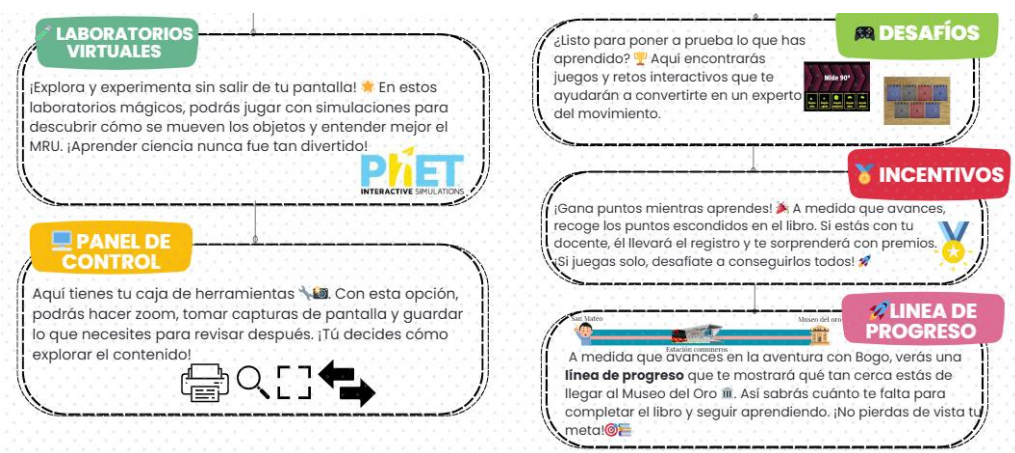 LABORATORIOS
VIRTUALES
¡Explora y experimenta sin salir de tu pantalla! 🌟 En estos
laboratorios mágicos, podrás jugar con simulaciones para
descubrir cómo se mueven los objetos y entender mejor el
MRU. ¡Aprender ciencia nunca fue tan divertido!
PhET
INTERACTIVE SIMULATIONS
PANEL DE
CONTROL
Aquí tienes tu caja de herramientas 🔧📸. Con esta opción,
podrás hacer zoom, tomar capturas de pantalla y guardar
lo que necesites para revisar después. ¡Tú decides cómo
explorar el contenido!
DESAFÍOS
¿Listo para poner a prueba lo que has
aprendido? 🏆 Aquí encontrarás
juegos y retos interactivos que te
ayudarán a convertirte en un experto
del movimiento.
Mide 90°
INCENTIVOS
¡Gana puntos mientras aprendes! 🎉 A medida que avances,
recoge los puntos escondidos en el libro. Si estás con tu
docente, él llevará el registro y te sorprenderá con premios.
¡Si juegas solo, desafíate a conseguirlos todos! 🚀
LINEA DE
PROGRESO
San Mateo
Estación comuneros
Museo del oro
A medida que avances en la aventura con Bogo, verás una
línea de progreso que te mostrará qué tan cerca estás de
llegar al Museo del Oro 🏛️. Así sabrás cuánto te falta para
completar el libro y seguir aprendiendo. ¡No pierdas de vista tu
meta!🎯📚